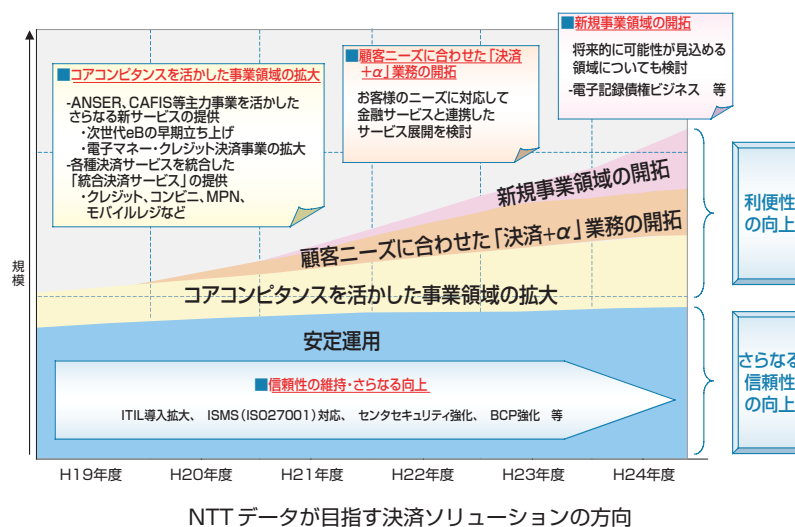 ■新規事業領域の開拓
将来的に可能性が見込める
領域についても検討
-電子記録債権ビジネス 等
■コアコンピタンスを活かした事業領域の拡大
-ANSER、CAFIS等主力事業を活かした
さらなる新サービスの提供
・次世代eBの早期立ち上げ
・電子マネー・クレジット決済事業の拡大
-各種決済サービスを統合した
「統合決済サービス」の提供
・クレジット、コンビニ、MPN、
モバイルレジなど
■顧客ニーズに合わせた「決済
+α」業務の開拓
お客様のニーズに対応して
金融サービスと連携した
サービス展開を検討
新規事業領域の開拓
顧客ニーズに合わせた「決済+α」業務の開拓
コアコンピタンスを活かした事業領域の拡大
安定運用
■信頼性の維持・さらなる向上
ITIL導入拡大、 ISMS（ISO27001）対応、 センタセキュリティ強化、 BCP強化 等
利便性
の向上
さらなる
信頼性
の向上
規模
H19年度 H20年度 H21年度 H22年度 H23年度 H24年度
NTTデータが目指す決済ソリューションの方向